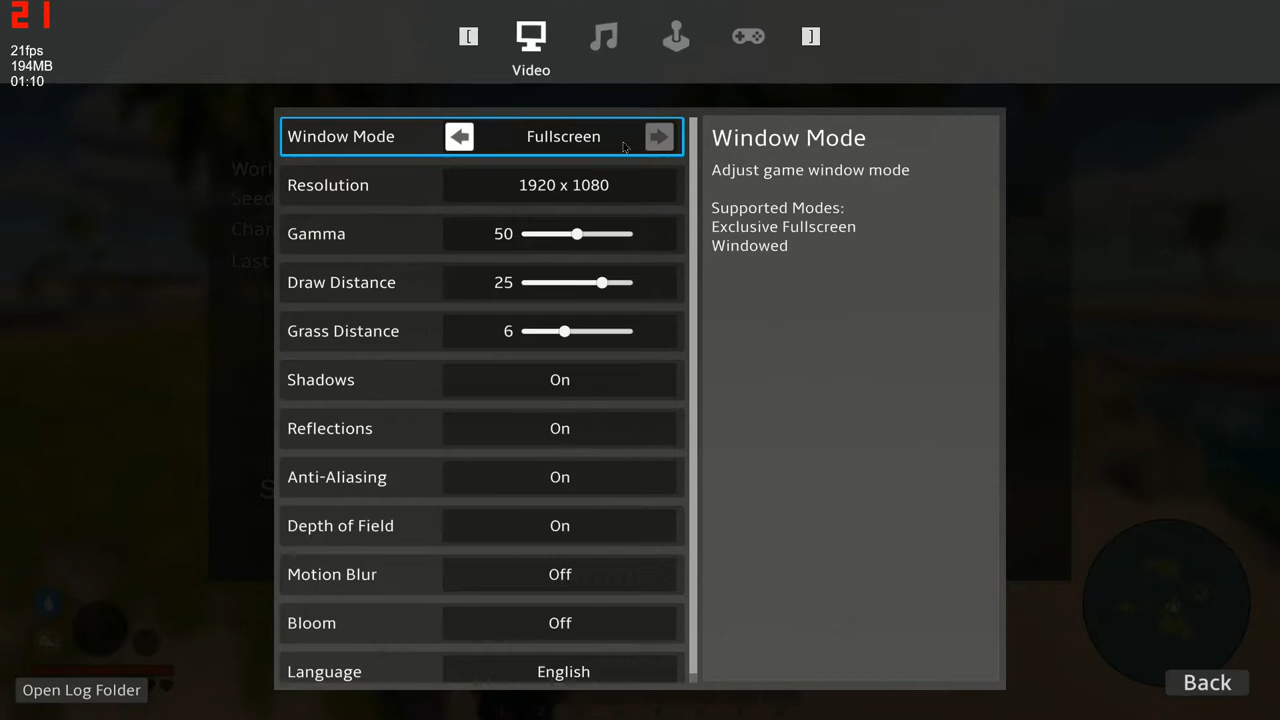 21
21fps
194MB
01:10
[
]
Video
Window Mode
Fullscreen
Resolution
1920 x 1080
Gamma
50
Draw Distance
25
Grass Distance
6
Shadows
On
Reflections
On
Anti-Aliasing
On
Depth of Field
On
Motion Blur
Off
Bloom
Off
Language
English
Window Mode
Adjust game window mode
Supported Modes:
Exclusive Fullscreen
Windowed
Open Log Folder
Back